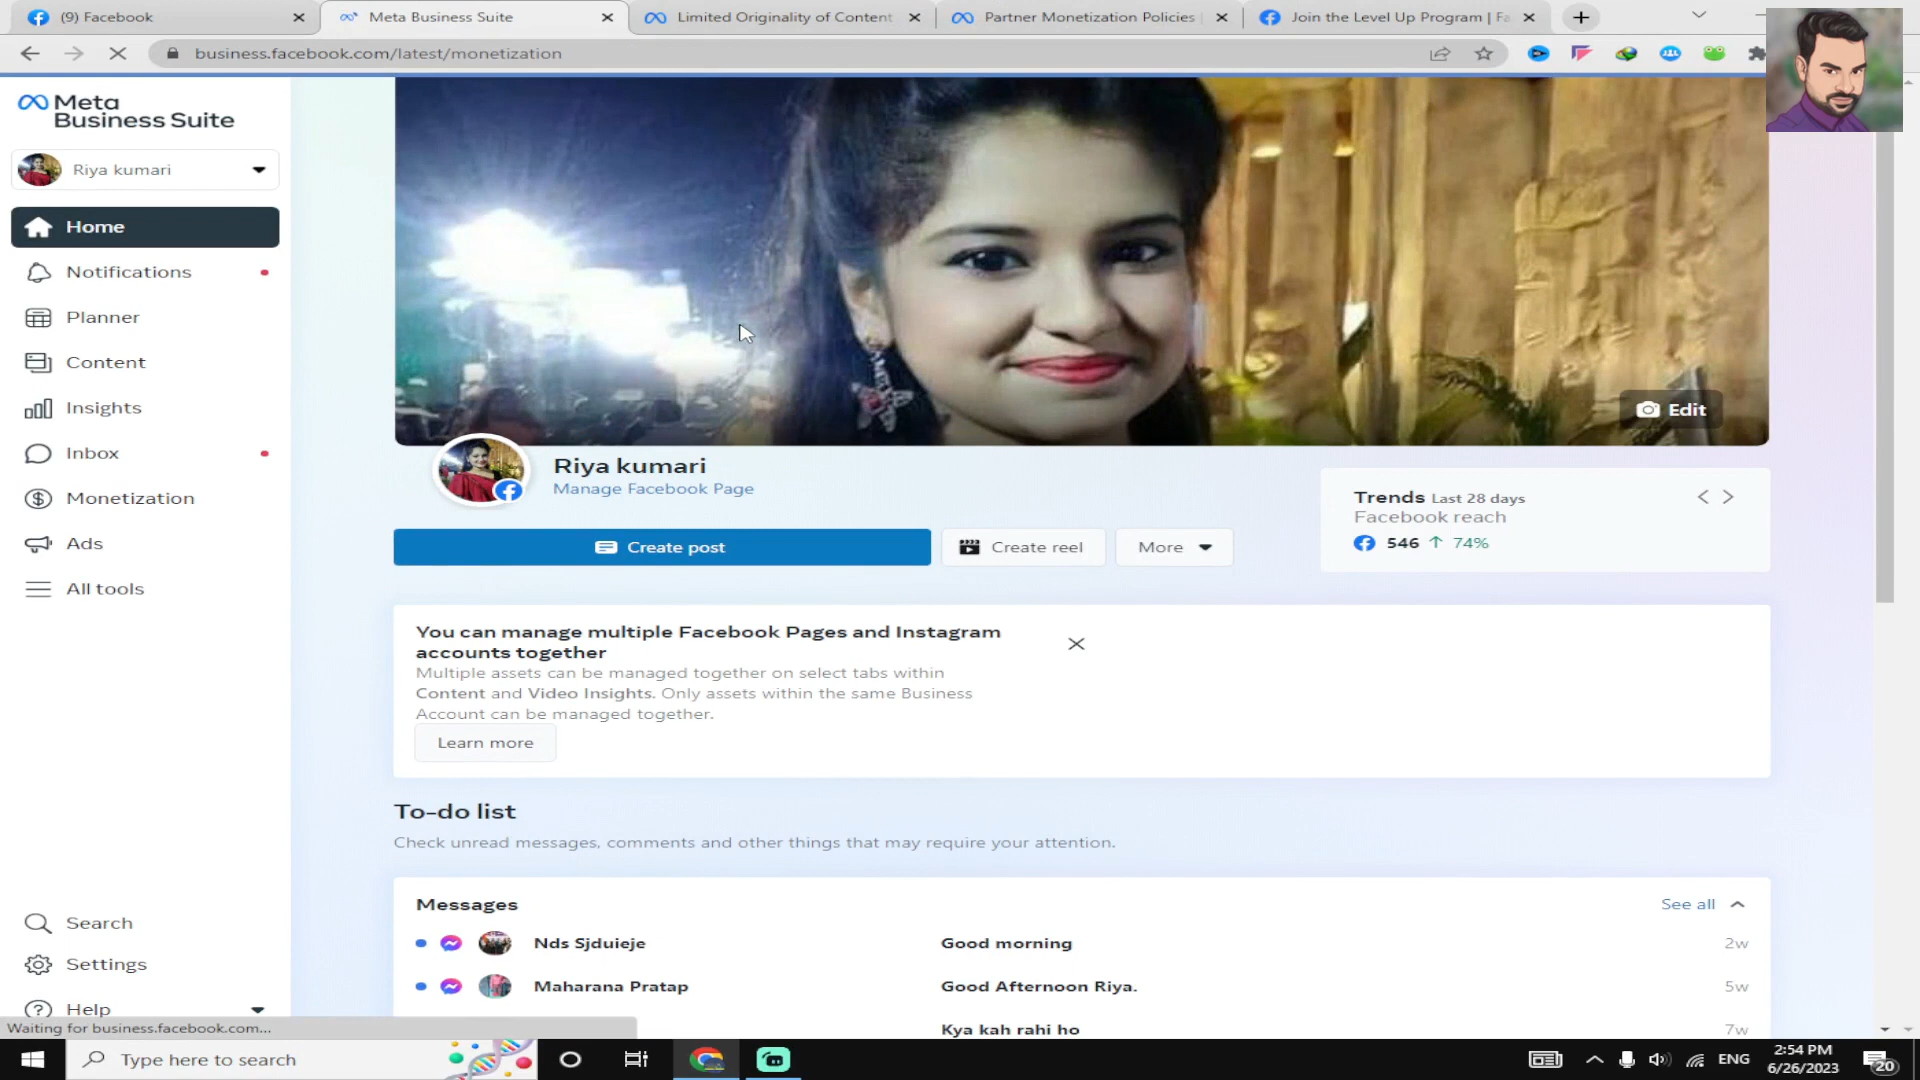 (9) Facebook
Meta Business Suite
Limited Originality of Content
Partner Monetization Policies
Join the Level Up Program | Fa
business.facebook.com/latest/monetization
Meta
Business Suite
Riya kumari
Home
Notifications
Planner
Content
Insights
Inbox
Monetization
Ads
All tools
Search
Settings
Help
Edit
Riya kumari
Manage Facebook Page
Create post
Create reel
More
Trends Last 28 days
Facebook reach
546 ↑ 74%
You can manage multiple Facebook Pages and Instagram
accounts together
Multiple assets can be managed together on select tabs within
Content and Video Insights. Only assets within the same Business
Account can be managed together.
Learn more
To-do list
Check unread messages, comments and other things that may require your attention.
Messages
See all
Nds Sjduieje
Good morning
2w
Maharana Pratap
Good Afternoon Riya.
5w
Kya kah rahi ho
7w
Waiting for business.facebook.com...
Type here to search
ENG
2:54 PM
6/26/2023
20